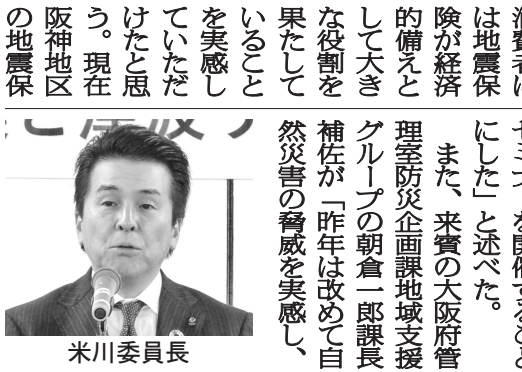 は地震保
険が経済
的備えと
して大き
な役割を
果たして
いること
を実感し
ていただ
けたと思
う。現在
阪神地区
の地震保
にした」と述べた。
また、来賓の大阪府管
理室防災企画課地域支援
グループの朝倉一郎課長
補佐が「昨年は改めて自
然災害の脅威を実感し、
米川委員長